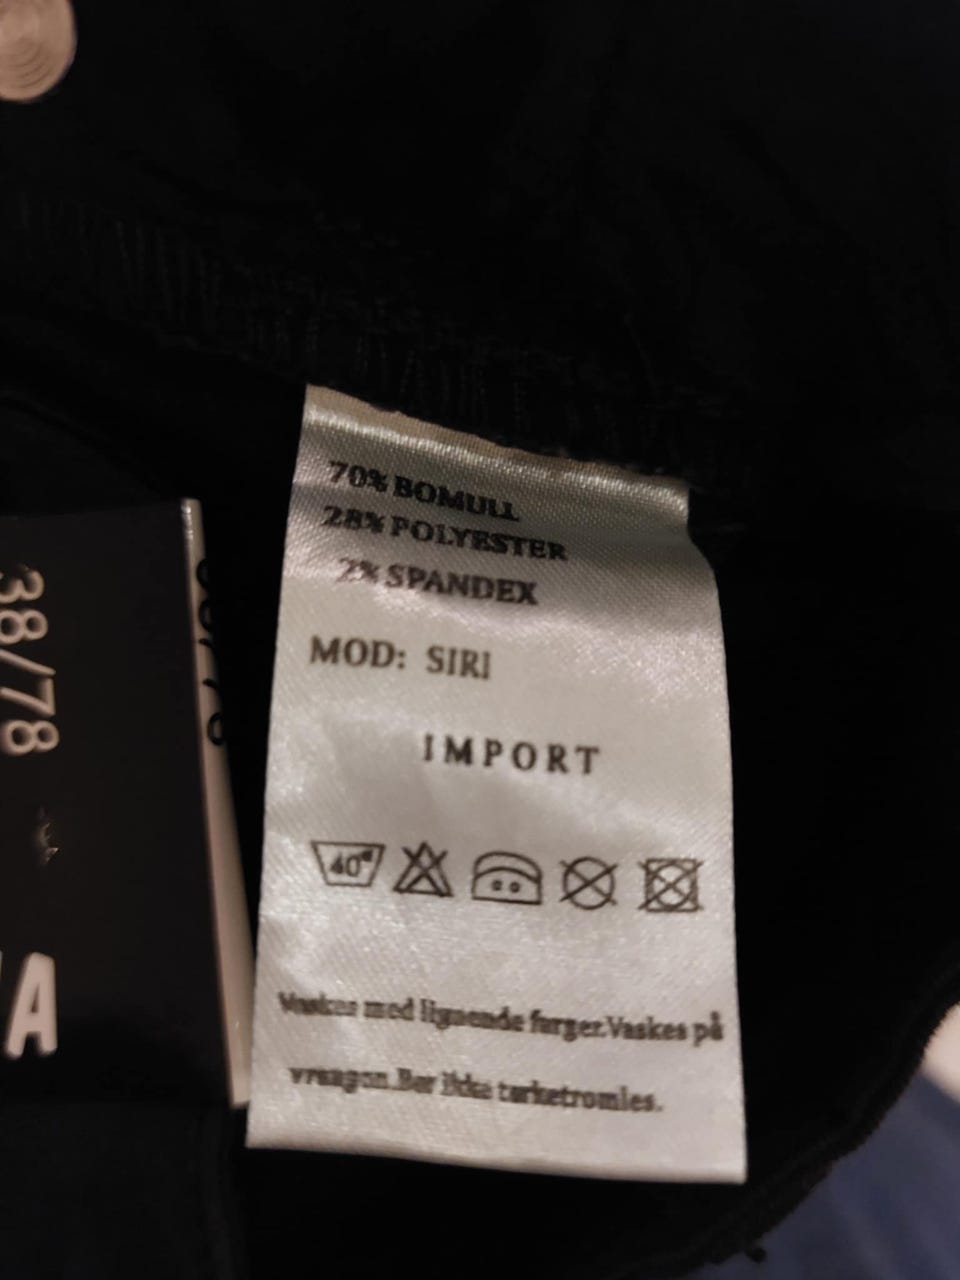 70% BOMULL
28% POLYESTER
2% SPANDEX
MOD: SIRI
IMPORT
40°
Vaskes med lignende farger.Vaskes på
vrangen.Bør ikke tørketromles.
38/78
A